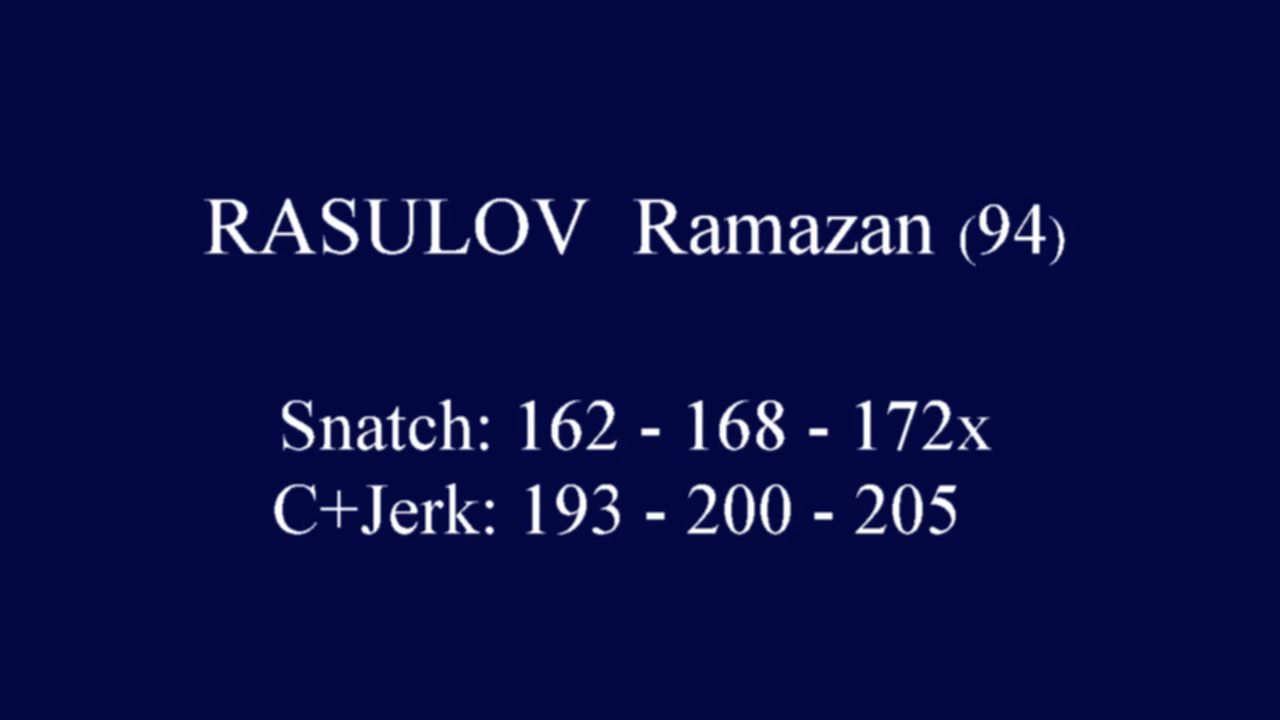 RASULOV Ramazan (94)
Snatch: 162 - 168 - 172x
C+Jerk: 193 - 200 - 205